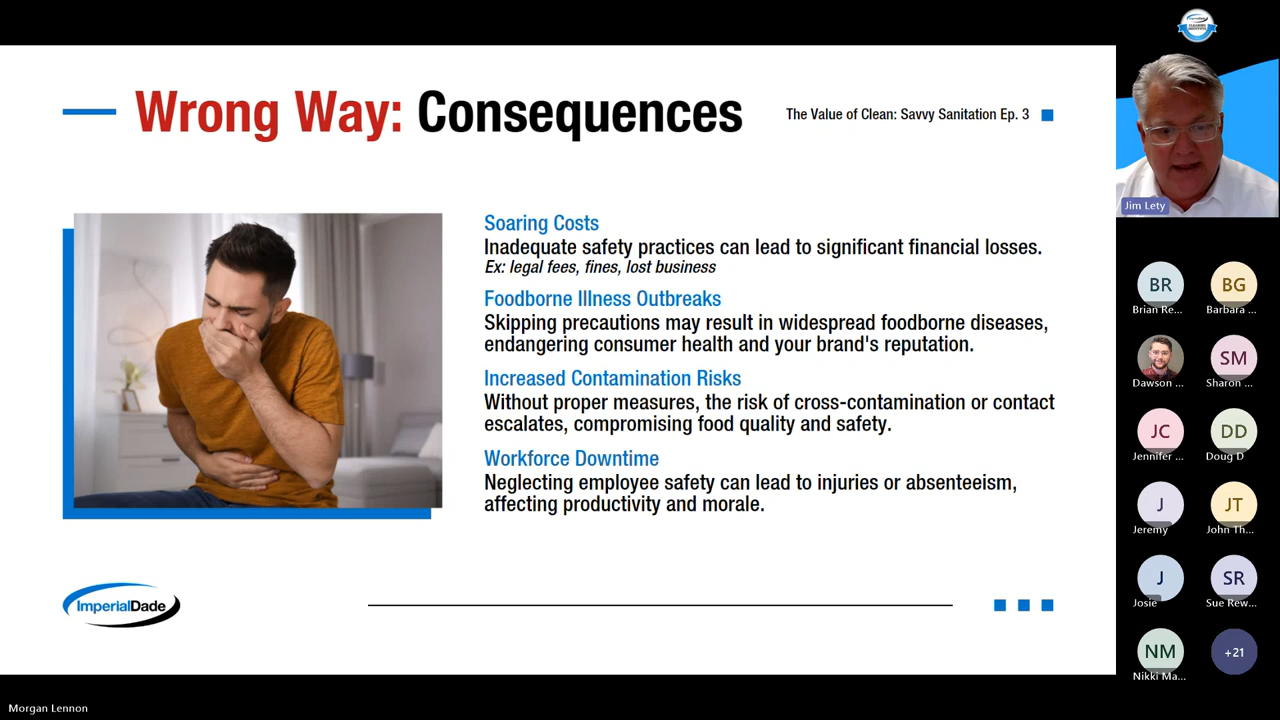 Wrong Way: Consequences
The Value of Clean: Savvy Sanitation Ep. 3
Soaring Costs
Inadequate safety practices can lead to significant financial losses.
Ex: legal fees, fines, lost business
Foodborne Illness Outbreaks
Skipping precautions may result in widespread foodborne diseases,
endangering consumer health and your brand's reputation.
Increased Contamination Risks
Without proper measures, the risk of cross-contamination or contact
escalates, compromising food quality and safety.
Workforce Downtime
Neglecting employee safety can lead to injuries or absenteeism,
affecting productivity and morale.
ImperialDade
Jim Lety
BR
Brian Re...
BG
Barbara ...
Dawson ...
SM
Sharon ...
JC
Jennifer ...
DD
Doug D
J
Jeremy
JT
John Th...
J
Josie
SR
Sue Rew...
NM
Nikki Ma...
+21
Morgan Lennon